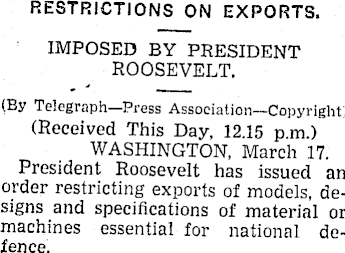 RESTRICTIONS ON EXPORTS.
IMPOSED BY PRESIDENT
ROOSEVELT.
(By Telegraph—Press Association—Copyright)
(Received This Day, 12.15 p.m.)
WASHINGTON, March 17.
President Roosevelt has issued an
order restricting exports of models, de-
signs and specifications of material or
machines essential for national de-
fence.